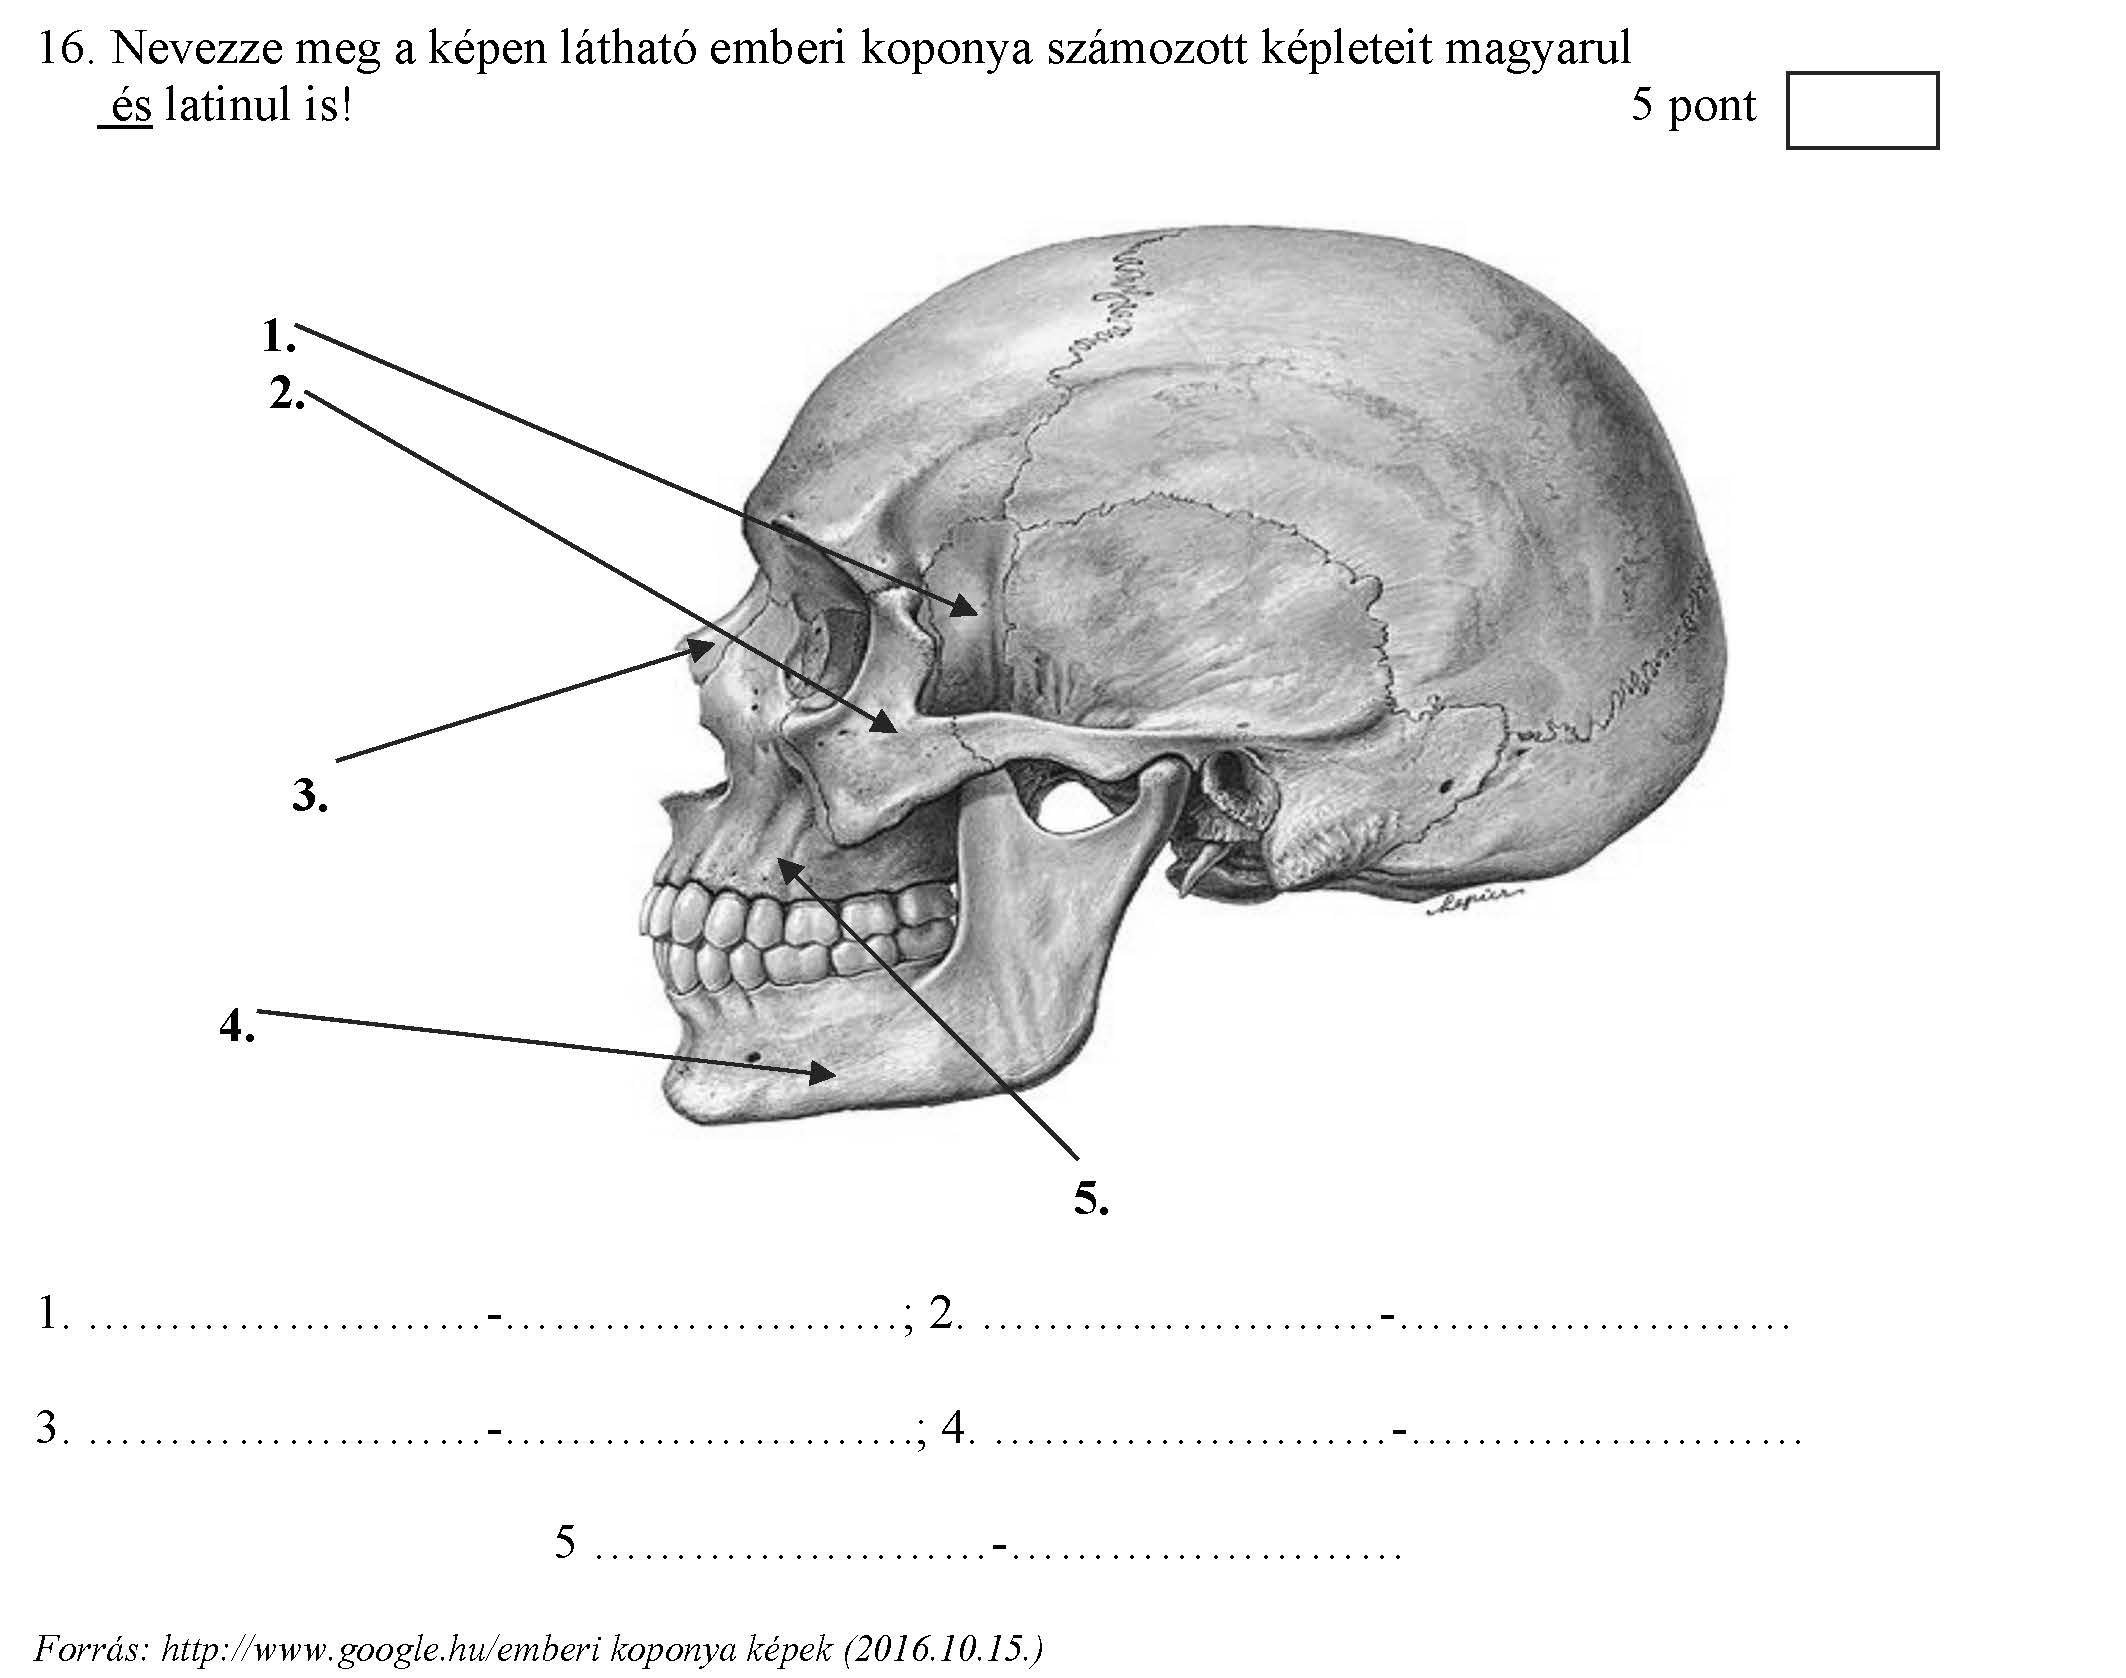 16. Nevezze meg a képen látható emberi koponya számozott képleteit magyarul
és latinul is! 5 pont
1.
2.
3.
4.
5.
1. ........................-........................; 2. ........................-........................
3. ........................-.........................; 4. ........................-........................
5 ........................-........................
Forrás: http://www.google.hu/emberi koponya képek (2016.10.15.)